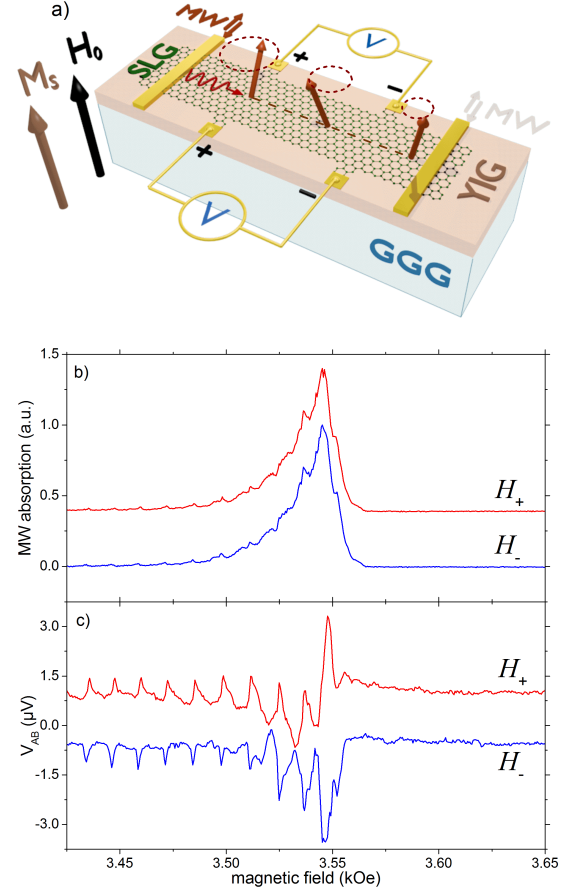 a)
MW
SLG
H₀
Mₛ
+
V
−
MW
+
V
−
YIG
GGG
b)
1.5
1.0
0.5
0.0
MW absorption (a.u.)
H₊
H₋
c)
3.0
1.5
0.0
-1.5
-3.0
V_AB (μV)
H₊
H₋
3.45 3.50 3.55 3.60 3.65
magnetic field (kOe)